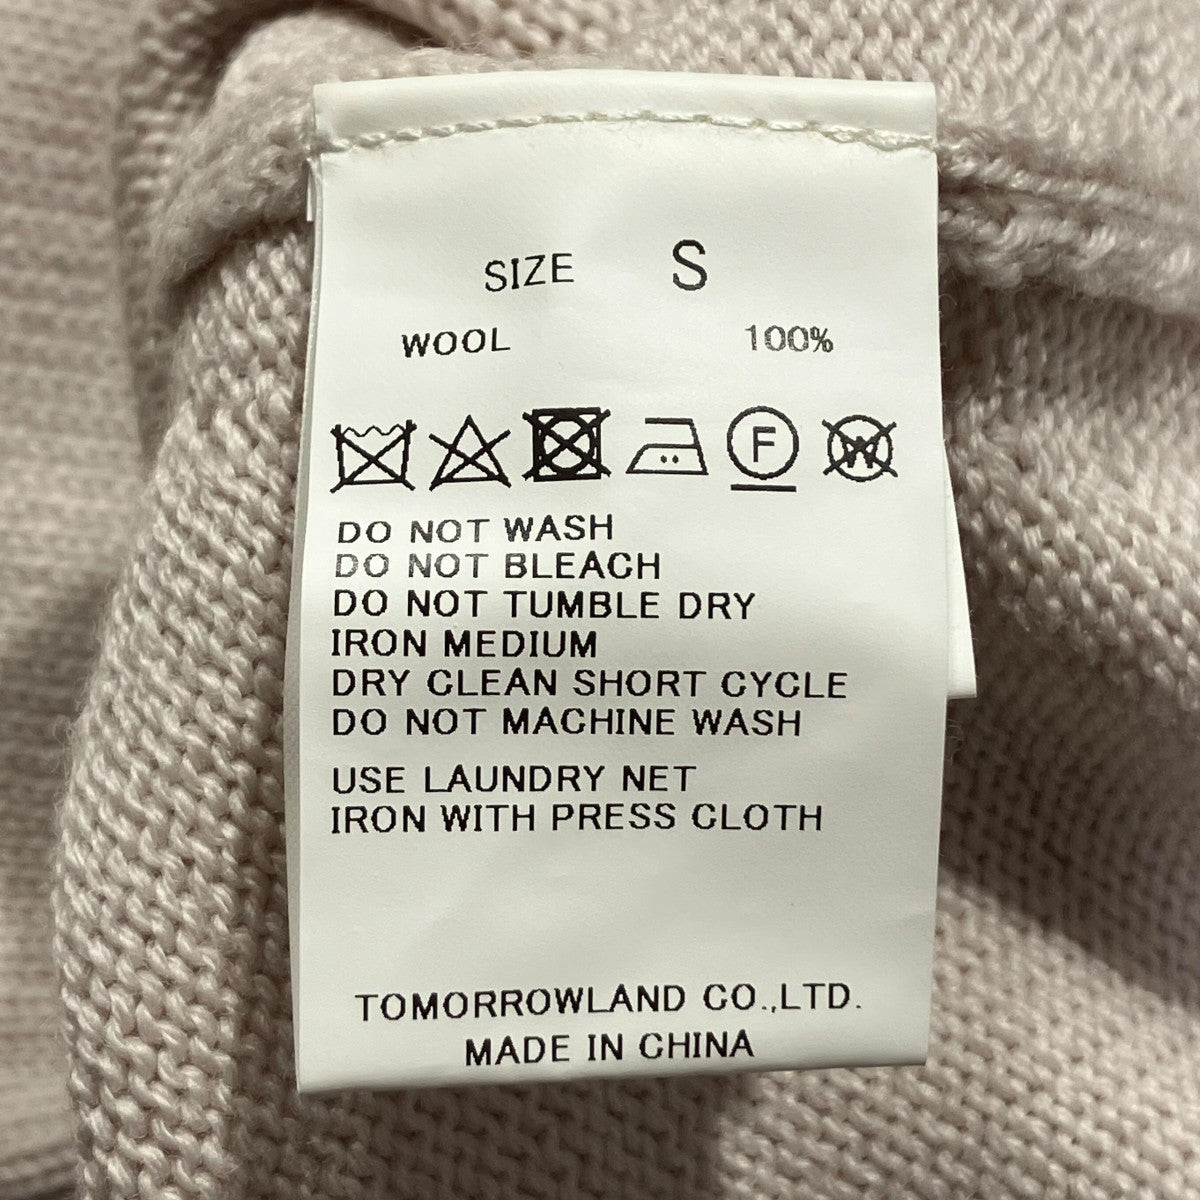 SIZE S
WOOL 100%
F W
DO NOT WASH
DO NOT BLEACH
DO NOT TUMBLE DRY
IRON MEDIUM
DRY CLEAN SHORT CYCLE
DO NOT MACHINE WASH
USE LAUNDRY NET
IRON WITH PRESS CLOTH
TOMORROWLAND CO.,LTD.
MADE IN CHINA